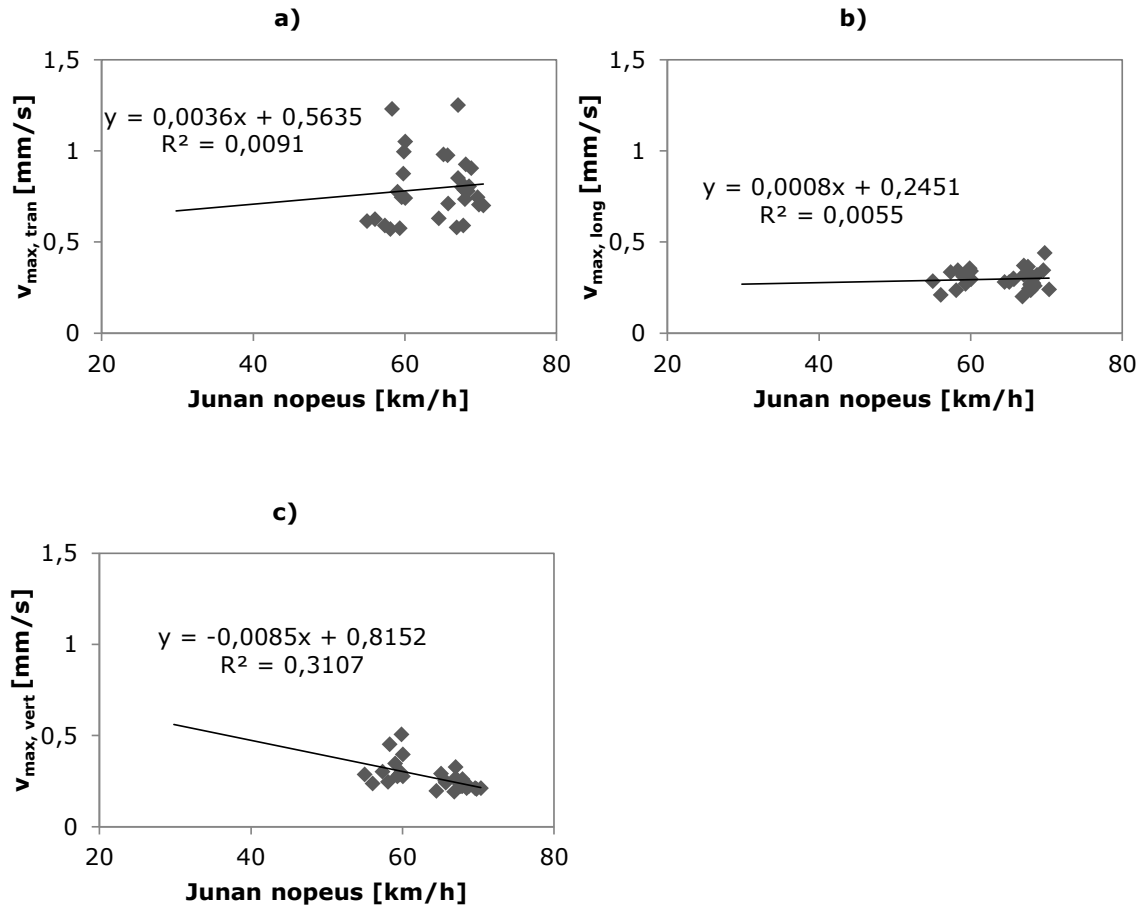 a)
1,5
1
0,5
0
20 40 60 80
v max, tran [mm/s]
Junan nopeus [km/h]
y = 0,0036x + 0,5635
R² = 0,0091
b)
1,5
1
0,5
0
20 40 60 80
v max, long [mm/s]
Junan nopeus [km/h]
y = 0,0008x + 0,2451
R² = 0,0055
c)
1,5
1
0,5
0
20 40 60 80
v max, vert [mm/s]
Junan nopeus [km/h]
y = -0,0085x + 0,8152
R² = 0,3107